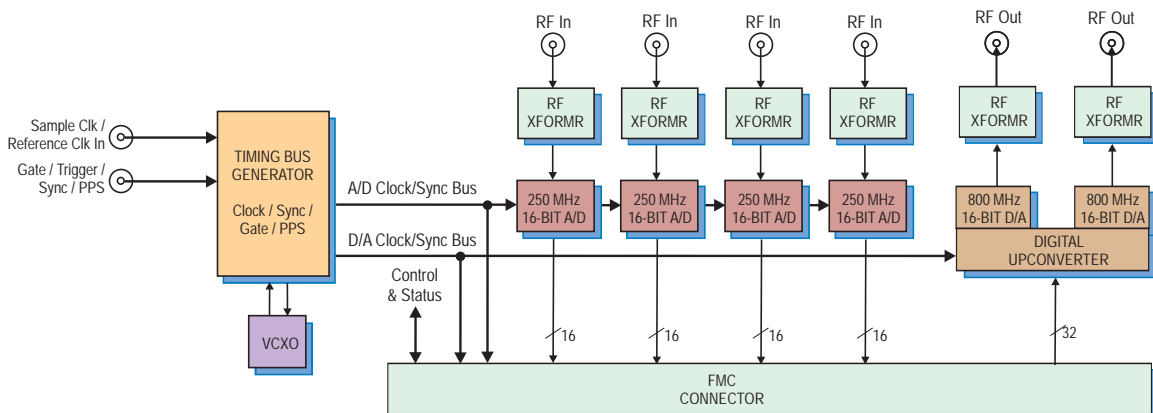 RF In
RF In
RF In
RF In
RF Out
RF Out
RF
XFORMR
RF
XFORMR
RF
XFORMR
RF
XFORMR
RF
XFORMR
RF
XFORMR
Sample Clk /
Reference Clk In
Gate / Trigger /
Sync / PPS
TIMING BUS
GENERATOR
Clock / Sync /
Gate / PPS
VCXO
A/D Clock/Sync Bus
D/A Clock/Sync Bus
Control
& Status
250 MHz
16-BIT A/D
250 MHz
16-BIT A/D
250 MHz
16-BIT A/D
250 MHz
16-BIT A/D
800 MHz
16-BIT D/A
800 MHz
16-BIT D/A
DIGITAL
UPCONVERTER
16
16
16
16
32
FMC
CONNECTOR